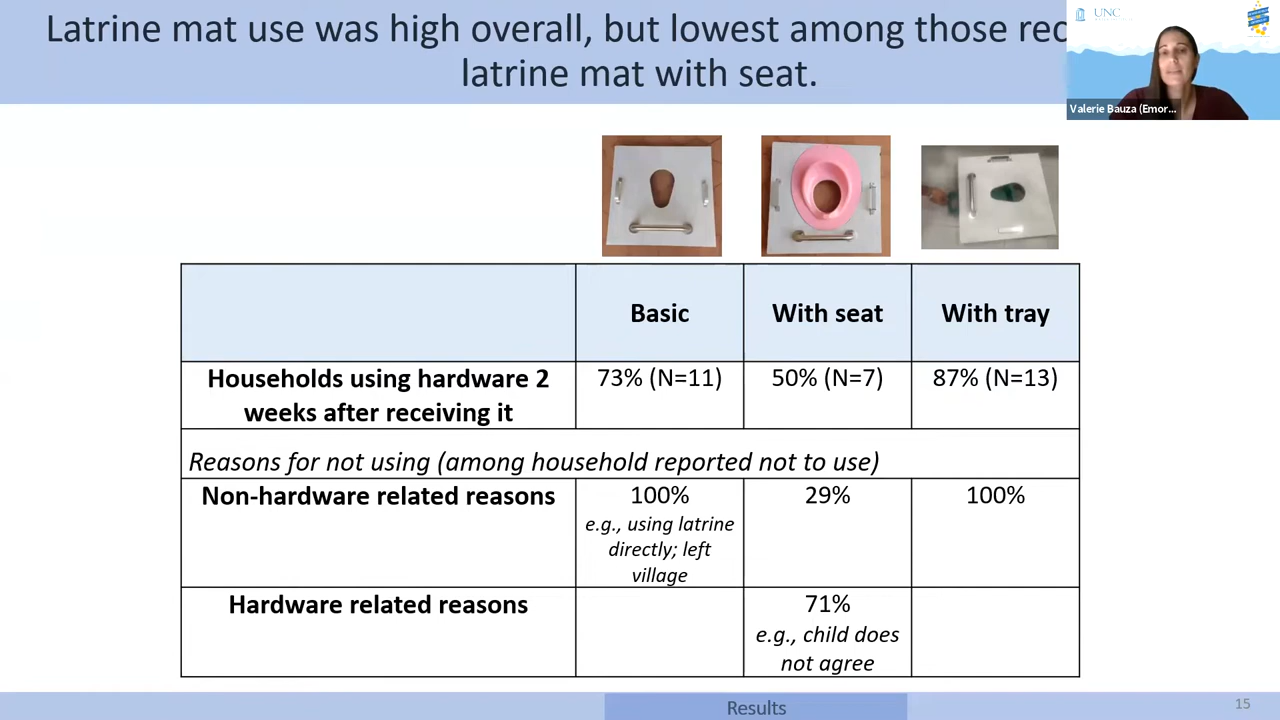 Latrine mat use was high overall, but lowest among those rec
latrine mat with seat.
UNC
Valerie Bauza (Emor...
Basic
With seat
With tray
Households using hardware 2
weeks after receiving it
73% (N=11)
50% (N=7)
87% (N=13)
Reasons for not using (among household reported not to use)
Non-hardware related reasons
100%
e.g., using latrine
directly; left
village
29%
100%
Hardware related reasons
71%
e.g., child does
not agree
Results
15